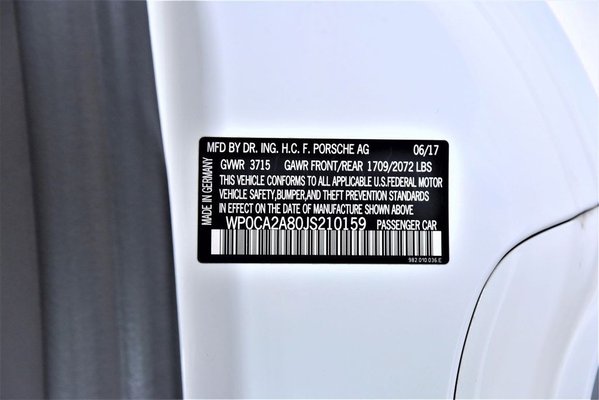 MFD BY DR. ING. H.C. F. PORSCHE AG 06/17
GVWR 3715 GAWR FRONT/REAR 1709/2072 LBS
THIS VEHICLE CONFORMS TO ALL APPLICABLE U.S.FEDERAL MOTOR
VEHICLE SAFETY,BUMPER,AND THEFT PREVENTION STANDARDS
IN EFFECT ON THE DATE OF MANUFACTURE SHOWN ABOVE.
WP0CA2A80JS210159 PASSENGER CAR
MADE IN GERMANY
982.010.036.E